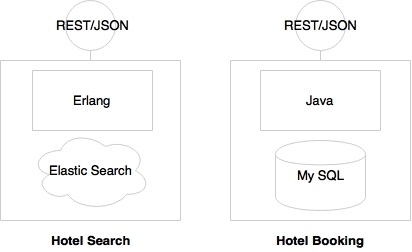 REST/JSON
Erlang
Elastic Search
Hotel Search
REST/JSON
Java
My SQL
Hotel Booking